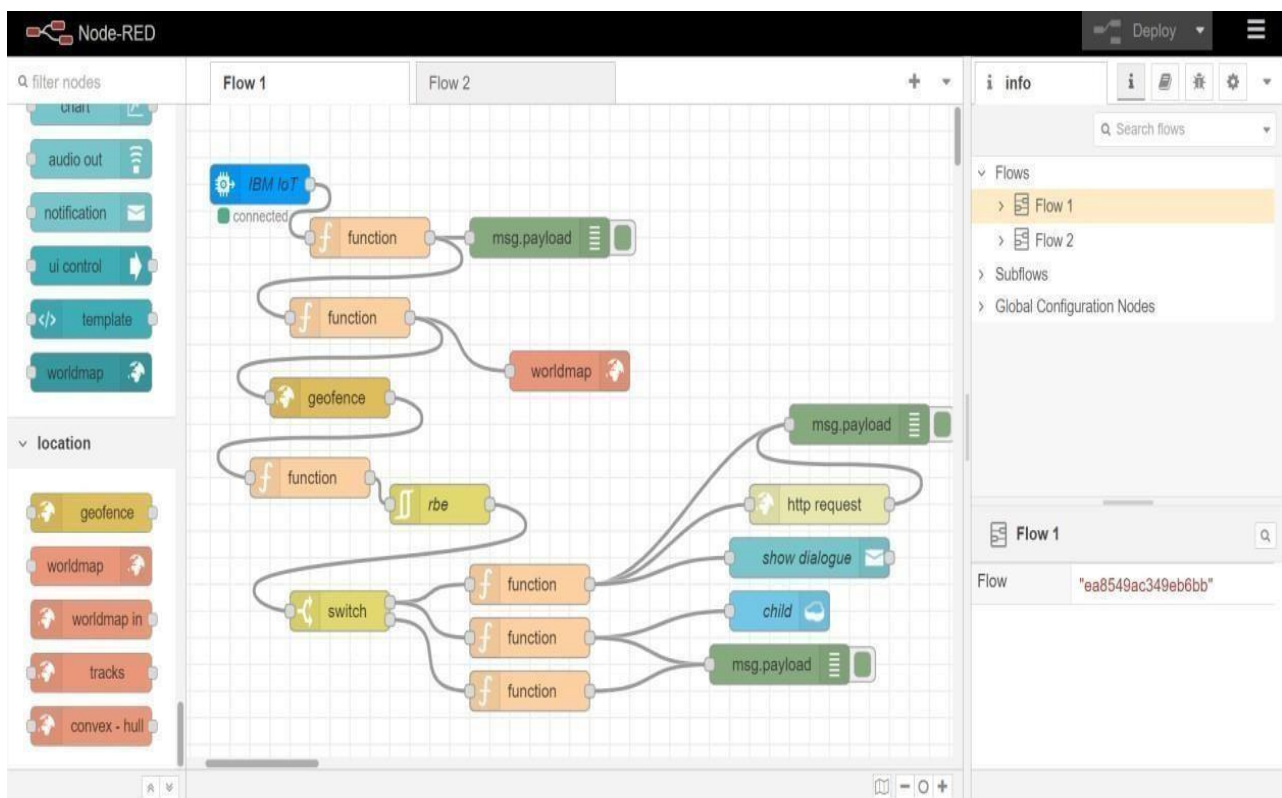 Node-RED
Deploy
filter nodes
chart
audio out
notification
ui control
template
worldmap
location
geofence
worldmap
worldmap in
tracks
convex - hull
Flow 1
Flow 2
IBM IoT
connected
function
msg.payload
function
worldmap
geofence
msg.payload
function
rbe
http request
show dialogue
function
switch
child
function
msg.payload
function
i info
i
Search flows
Flows
Flow 1
Flow 2
Subflows
Global Configuration Nodes
Flow 1
Flow "ea8549ac349eb6bb"